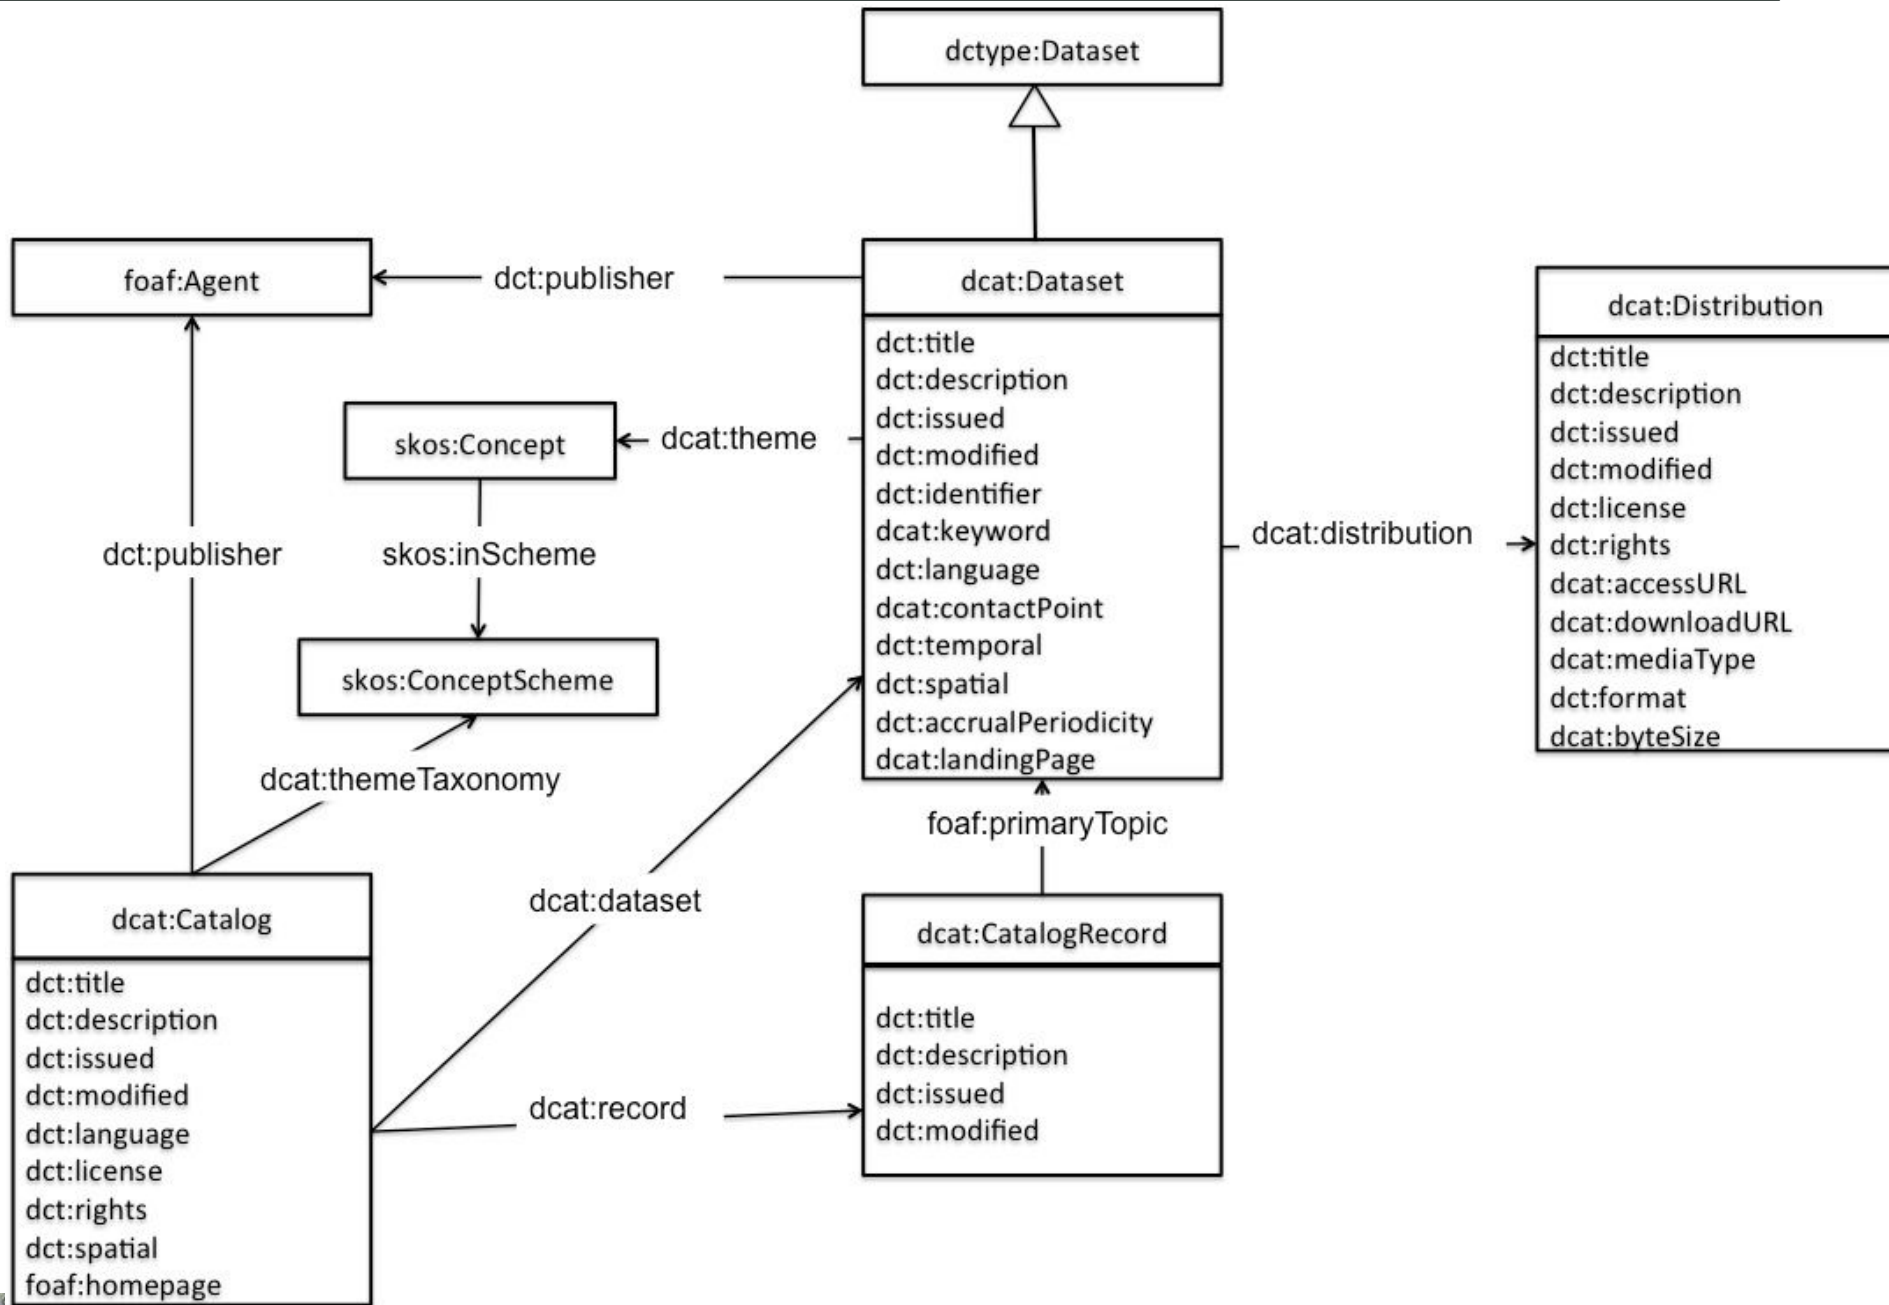 dctype:Dataset
foaf:Agent
dct:publisher
dcat:Dataset
dct:title
dct:description
dct:issued
dct:modified
dct:identifier
dcat:keyword
dct:language
dcat:contactPoint
dct:temporal
dct:spatial
dct:accrualPeriodicity
dcat:landingPage
dcat:Distribution
dct:title
dct:description
dct:issued
dct:modified
dct:license
dct:rights
dcat:accessURL
dcat:downloadURL
dcat:mediaType
dct:format
dcat:byteSize
skos:Concept
dcat:theme
dcat:distribution
dct:publisher
skos:inScheme
skos:ConceptScheme
dcat:themeTaxonomy
foaf:primaryTopic
dcat:dataset
dcat:Catalog
dct:title
dct:description
dct:issued
dct:modified
dct:language
dct:license
dct:rights
dct:spatial
foaf:homepage
dcat:record
dcat:CatalogRecord
dct:title
dct:description
dct:issued
dct:modified